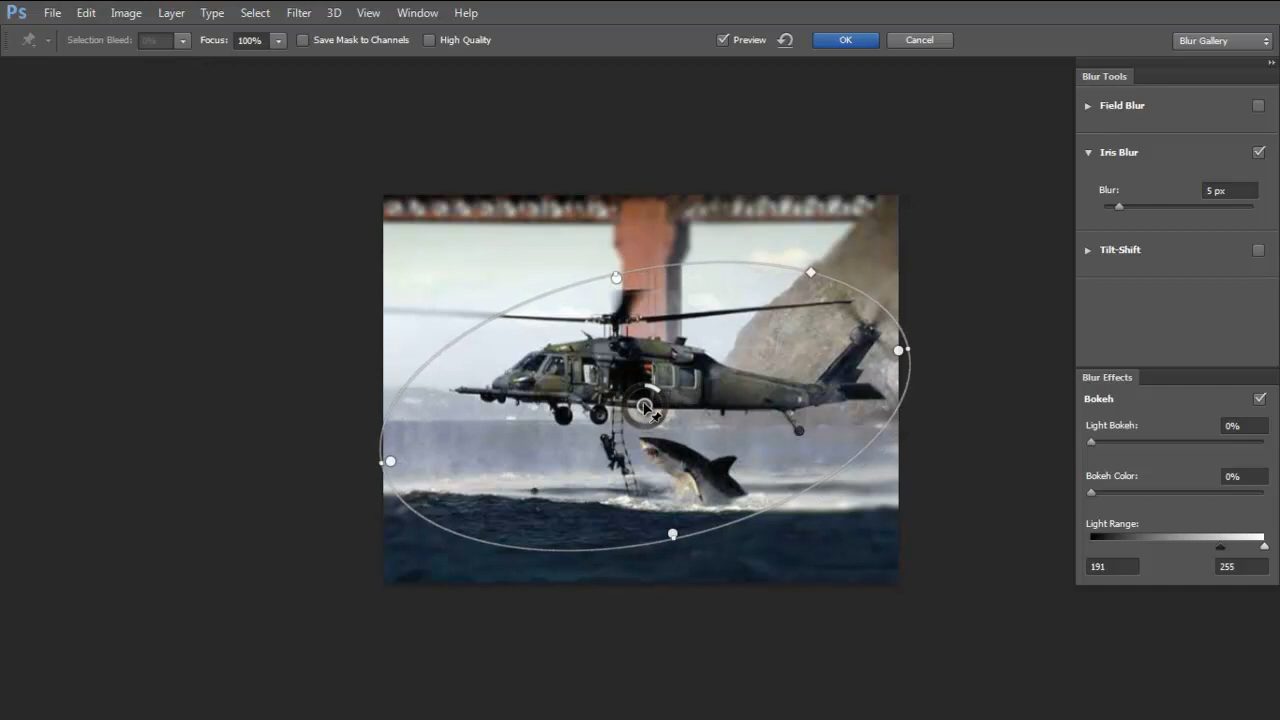 Ps File Edit Image Layer Type Select Filter 3D View Window Help
Selection Bleed: 0% Focus: 100% Save Mask to Channels High Quality Preview OK Cancel Blur Gallery
Blur Tools
Field Blur
Iris Blur
Blur: 5 px
Tilt-Shift
Blur Effects
Bokeh
Light Bokeh: 0%
Bokeh Color: 0%
Light Range:
191 255